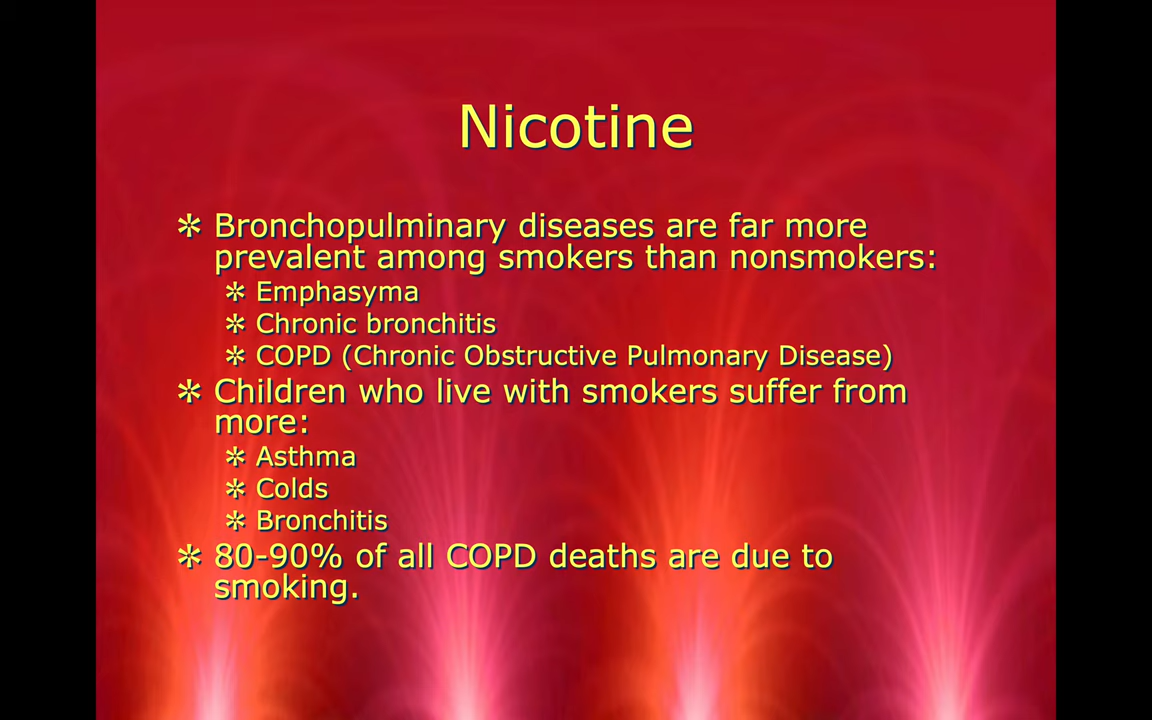 Nicotine
✲ Bronchopulminary diseases are far more
prevalent among smokers than nonsmokers:
✲ Emphasyma
✲ Chronic bronchitis
✲ COPD (Chronic Obstructive Pulmonary Disease)
✲ Children who live with smokers suffer from
more:
✲ Asthma
✲ Colds
✲ Bronchitis
✲ 80-90% of all COPD deaths are due to
smoking.